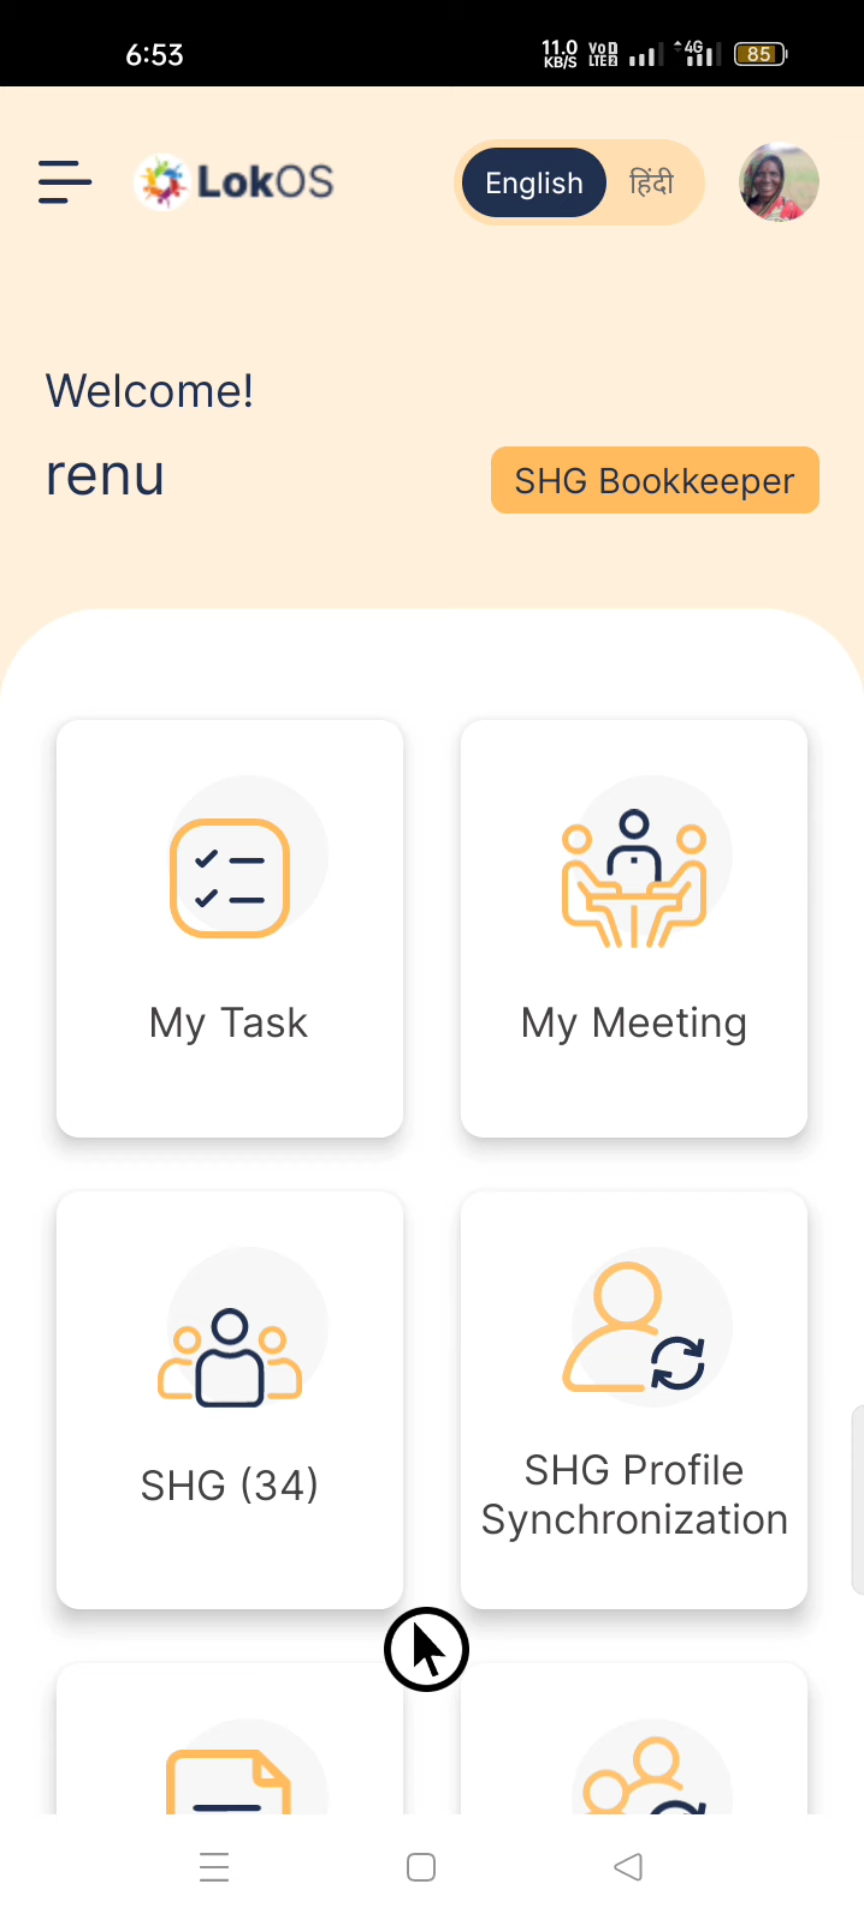 6:53
11.0 KB/S
VoD LTE2
4G
85
LokOS
English
हिंदी
Welcome!
renu
SHG Bookkeeper
My Task
My Meeting
SHG (34)
SHG Profile
Synchronization